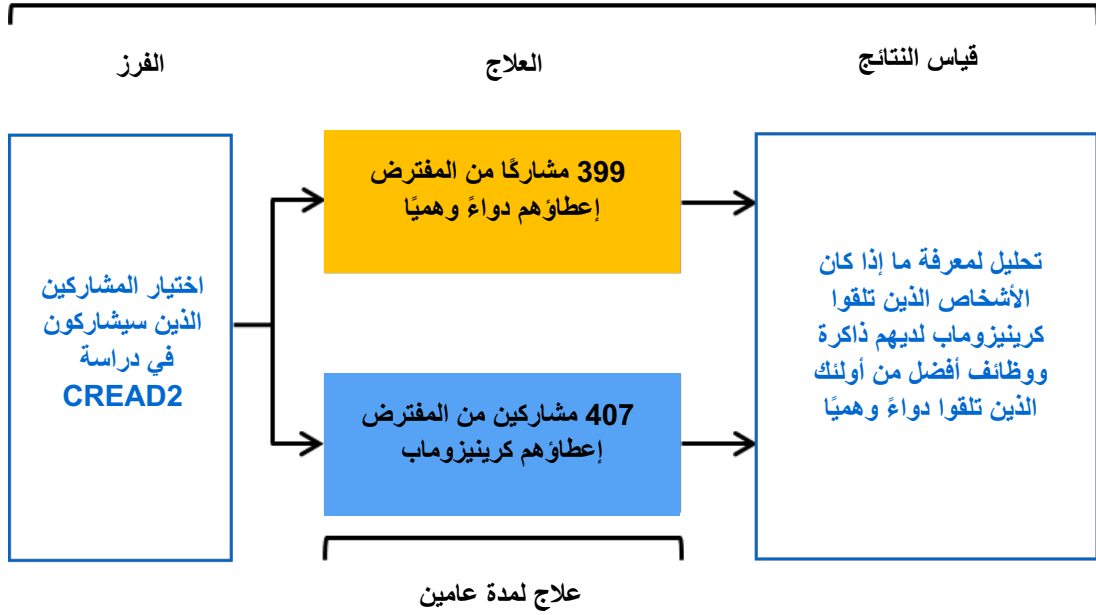 الفرز
العلاج
قياس النتائج
اختيار المشاركين
الذين سيشاركون
في دراسة
CREAD2
399 مشاركًا من المفترض
إعطاؤهم دواءً وهميًا
407 مشاركين من المفترض
إعطاؤهم كرينيزوماب
تحليل لمعرفة ما إذا كان
الأشخاص الذين تلقوا
كرينيزوماب لديهم ذاكرة
ووظائف أفضل من أولئك
الذين تلقوا دواءً وهميًا
علاج لمدة عامين